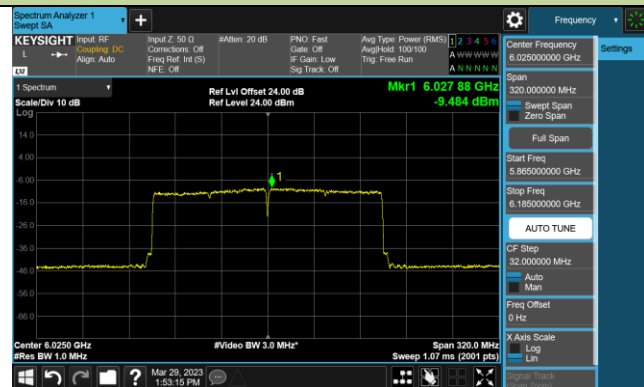 Spectrum Analyzer 1
Swept SA
Frequency
KEYSIGHT
L
LXI
Input: RF
Coupling: DC
Align: Auto
Input Z: 50 Ω
Corrections: Off
Freq Ref: Int (S)
NFE: Off
#Atten: 20 dB
PNO: Fast
Gate: Off
IF Gain: Low
Sig Track: Off
Avg Type: Power (RMS)
Avg|Hold: 100/100
Trig: Free Run
1 2 3 4 5 6
A W W W W W
A N N N N N
1 Spectrum
Scale/Div 10 dB
Log
Ref Lvl Offset 24.00 dB
Ref Level 24.00 dBm
Mkr1 6.027 88 GHz
-9.484 dBm
14.0
4.00
-6.00
1
-16.0
-26.0
-36.0
-46.0
-56.0
-66.0
Center 6.0250 GHz
#Res BW 1.0 MHz
#Video BW 3.0 MHz*
Span 320.0 MHz
Sweep 1.07 ms (2001 pts)
Mar 29, 2023
1:53:15 PM
Center Frequency
6.025000000 GHz
Span
320.000000 MHz
Swept Span
Zero Span
Full Span
Start Freq
5.865000000 GHz
Stop Freq
6.185000000 GHz
AUTO TUNE
CF Step
32.000000 MHz
Auto
Man
Freq Offset
0 Hz
X Axis Scale
Log
Lin
Signal Track
Settings